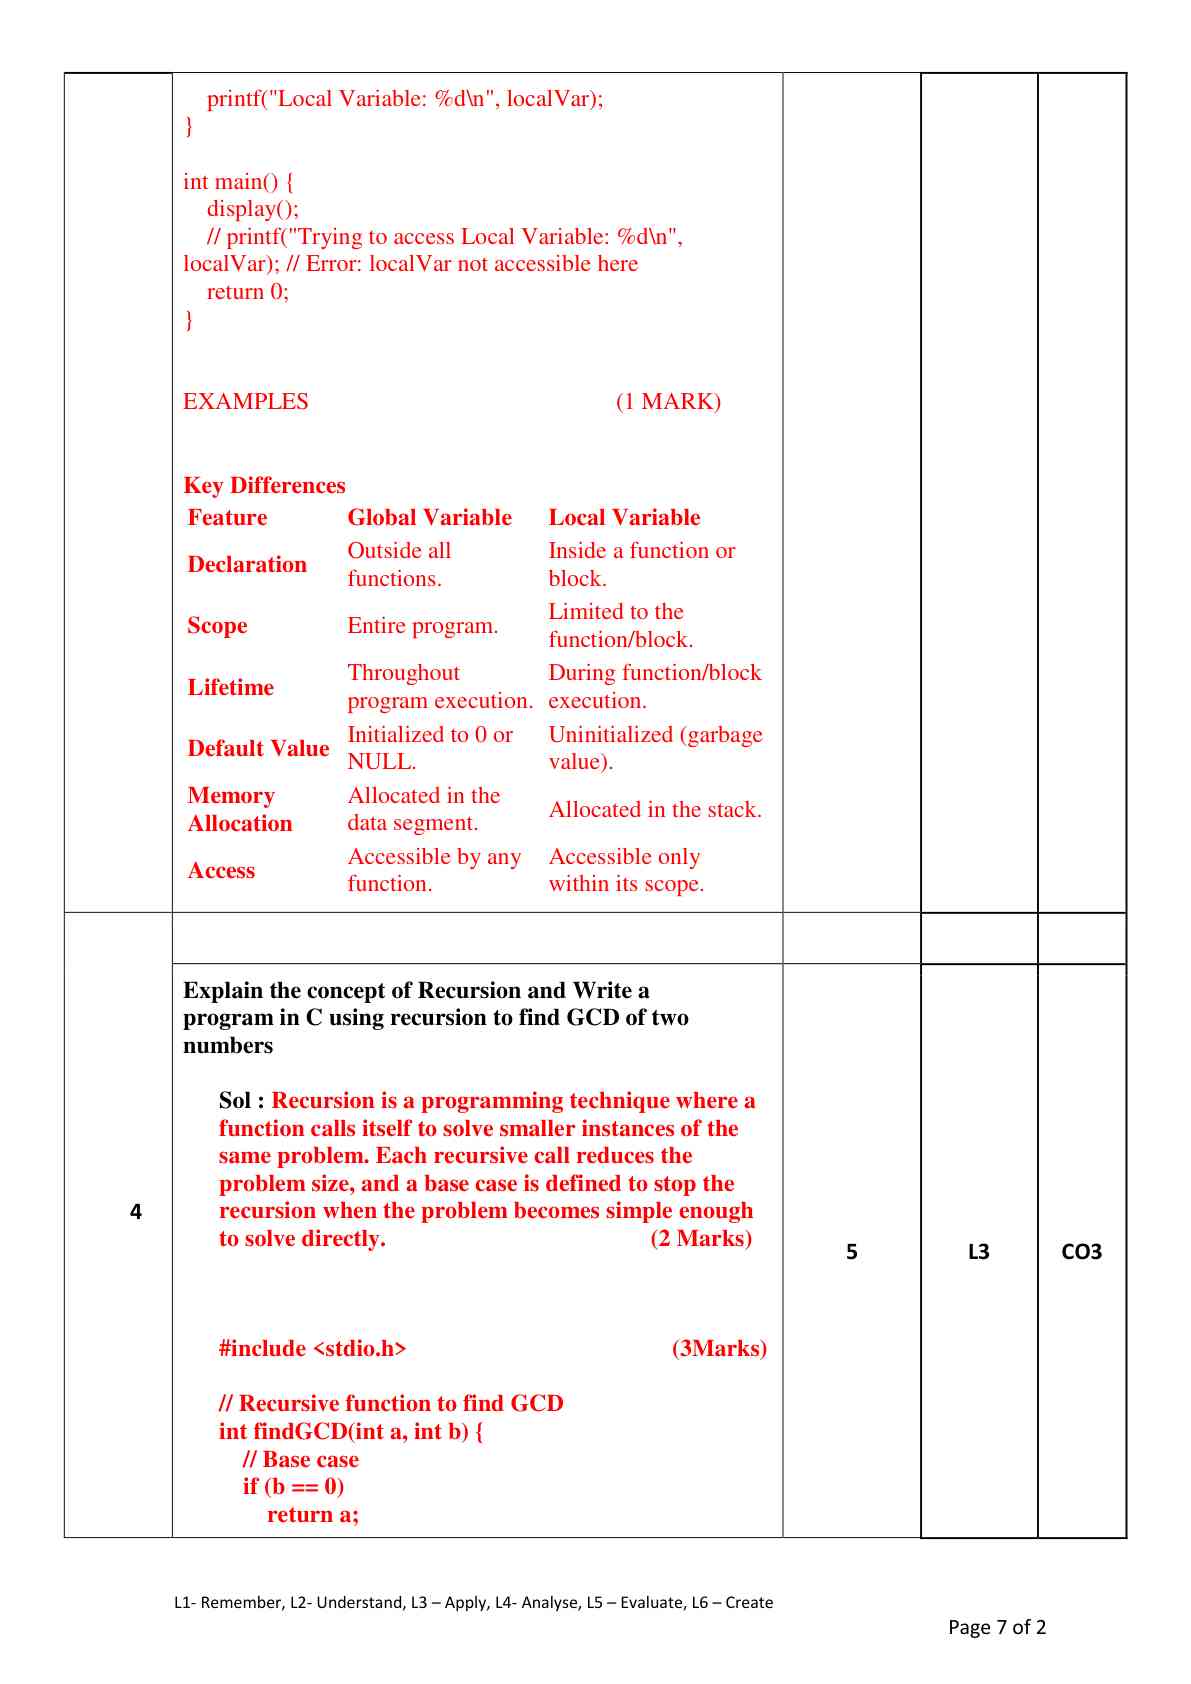 printf("Local Variable: %d\n", localVar);
}
int main() {
display();
// printf("Trying to access Local Variable: %d\n",
localVar); // Error: localVar not accessible here
return 0;
}
EXAMPLES (1 MARK)
Key Differences
Feature Global Variable Local Variable
Declaration Outside all functions. Inside a function or block.
Scope Entire program. Limited to the function/block.
Lifetime Throughout program execution. During function/block execution.
Default Value Initialized to 0 or NULL. Uninitialized (garbage value).
Memory Allocation Allocated in the data segment. Allocated in the stack.
Access Accessible by any function. Accessible only within its scope.
4
Explain the concept of Recursion and Write a
program in C using recursion to find GCD of two
numbers
Sol : Recursion is a programming technique where a
function calls itself to solve smaller instances of the
same problem. Each recursive call reduces the
problem size, and a base case is defined to stop the
recursion when the problem becomes simple enough
to solve directly. (2 Marks)
#include <stdio.h> (3Marks)
// Recursive function to find GCD
int findGCD(int a, int b) {
// Base case
if (b == 0)
return a;
5
L3
CO3
L1- Remember, L2- Understand, L3 – Apply, L4- Analyse, L5 – Evaluate, L6 – Create
Page 7 of 2